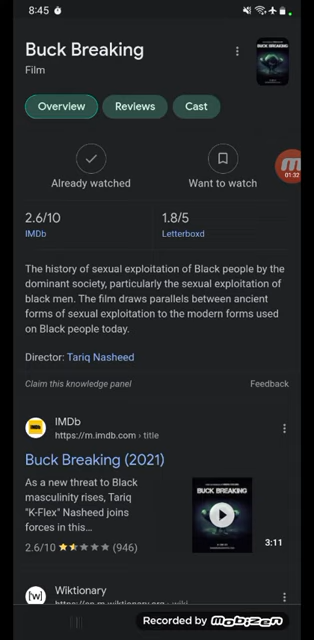 8:45
Buck Breaking
Film
BUCK BREAKING
Overview
Reviews
Cast
Already watched
Want to watch
01:32
2.6/10
1.8/5
IMDb
Letterboxd
The history of sexual exploitation of Black people by the
dominant society, particularly the sexual exploitation of
black men. The film draws parallels between ancient
forms of sexual exploitation to the modern forms used
on Black people today.
Director: Tariq Nasheed
Claim this knowledge panel
Feedback
IMDb
IMDb
https://m.imdb.com › title
Buck Breaking (2021)
As a new threat to Black
masculinity rises, Tariq
"K-Flex" Nasheed joins
forces in this...
2.6/10
(946)
BUCK BREAKING
3:11
[w]
Wiktionary
Recorded by mobizen